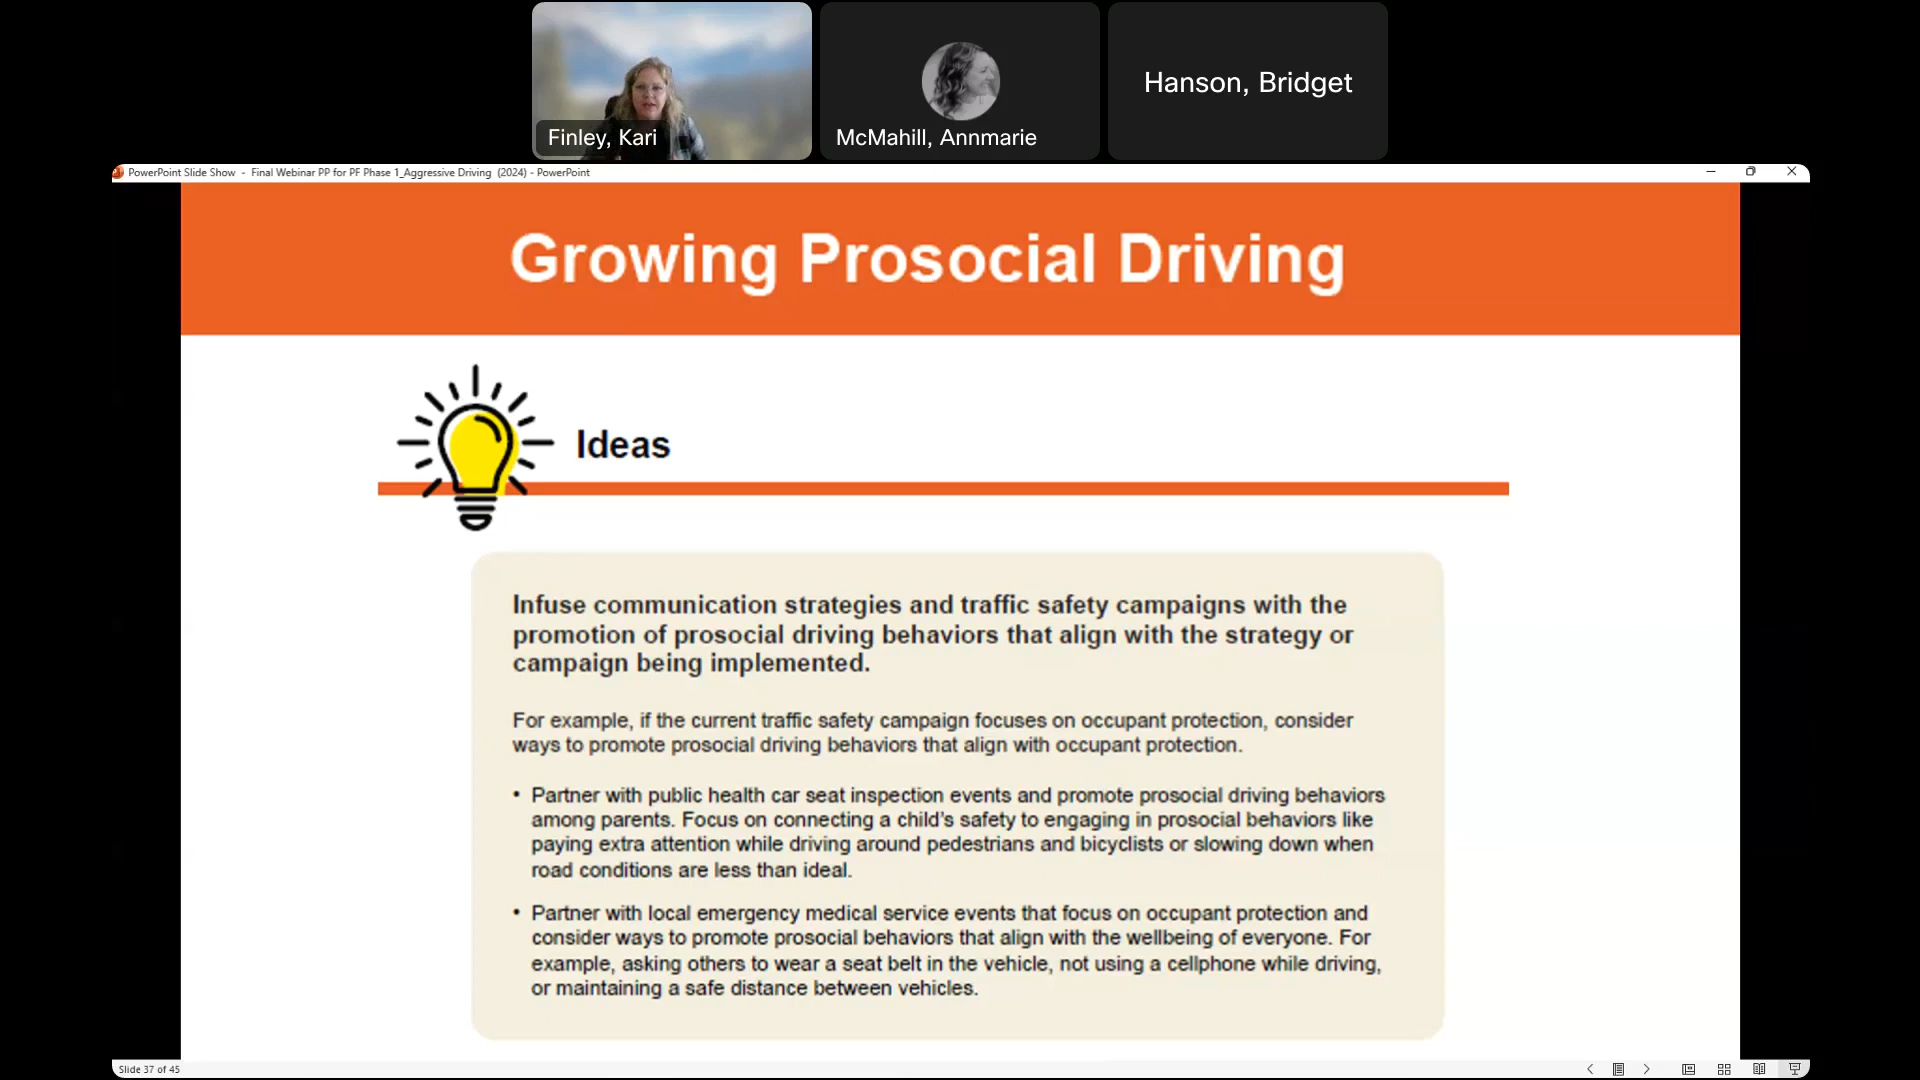 Finley, Kari
McMahill, Annmarie
Hanson, Bridget
PowerPoint Slide Show - Final Webinar PP for PF Phase 1_Aggressive Driving (2024) - PowerPoint
Growing Prosocial Driving
Ideas
Infuse communication strategies and traffic safety campaigns with the
promotion of prosocial driving behaviors that align with the strategy or
campaign being implemented.
For example, if the current traffic safety campaign focuses on occupant protection, consider
ways to promote prosocial driving behaviors that align with occupant protection.
• Partner with public health car seat inspection events and promote prosocial driving behaviors
among parents. Focus on connecting a child's safety to engaging in prosocial behaviors like
paying extra attention while driving around pedestrians and bicyclists or slowing down when
road conditions are less than ideal.
• Partner with local emergency medical service events that focus on occupant protection and
consider ways to promote prosocial behaviors that align with the wellbeing of everyone. For
example, asking others to wear a seat belt in the vehicle, not using a cellphone while driving,
or maintaining a safe distance between vehicles.
Slide 37 of 45